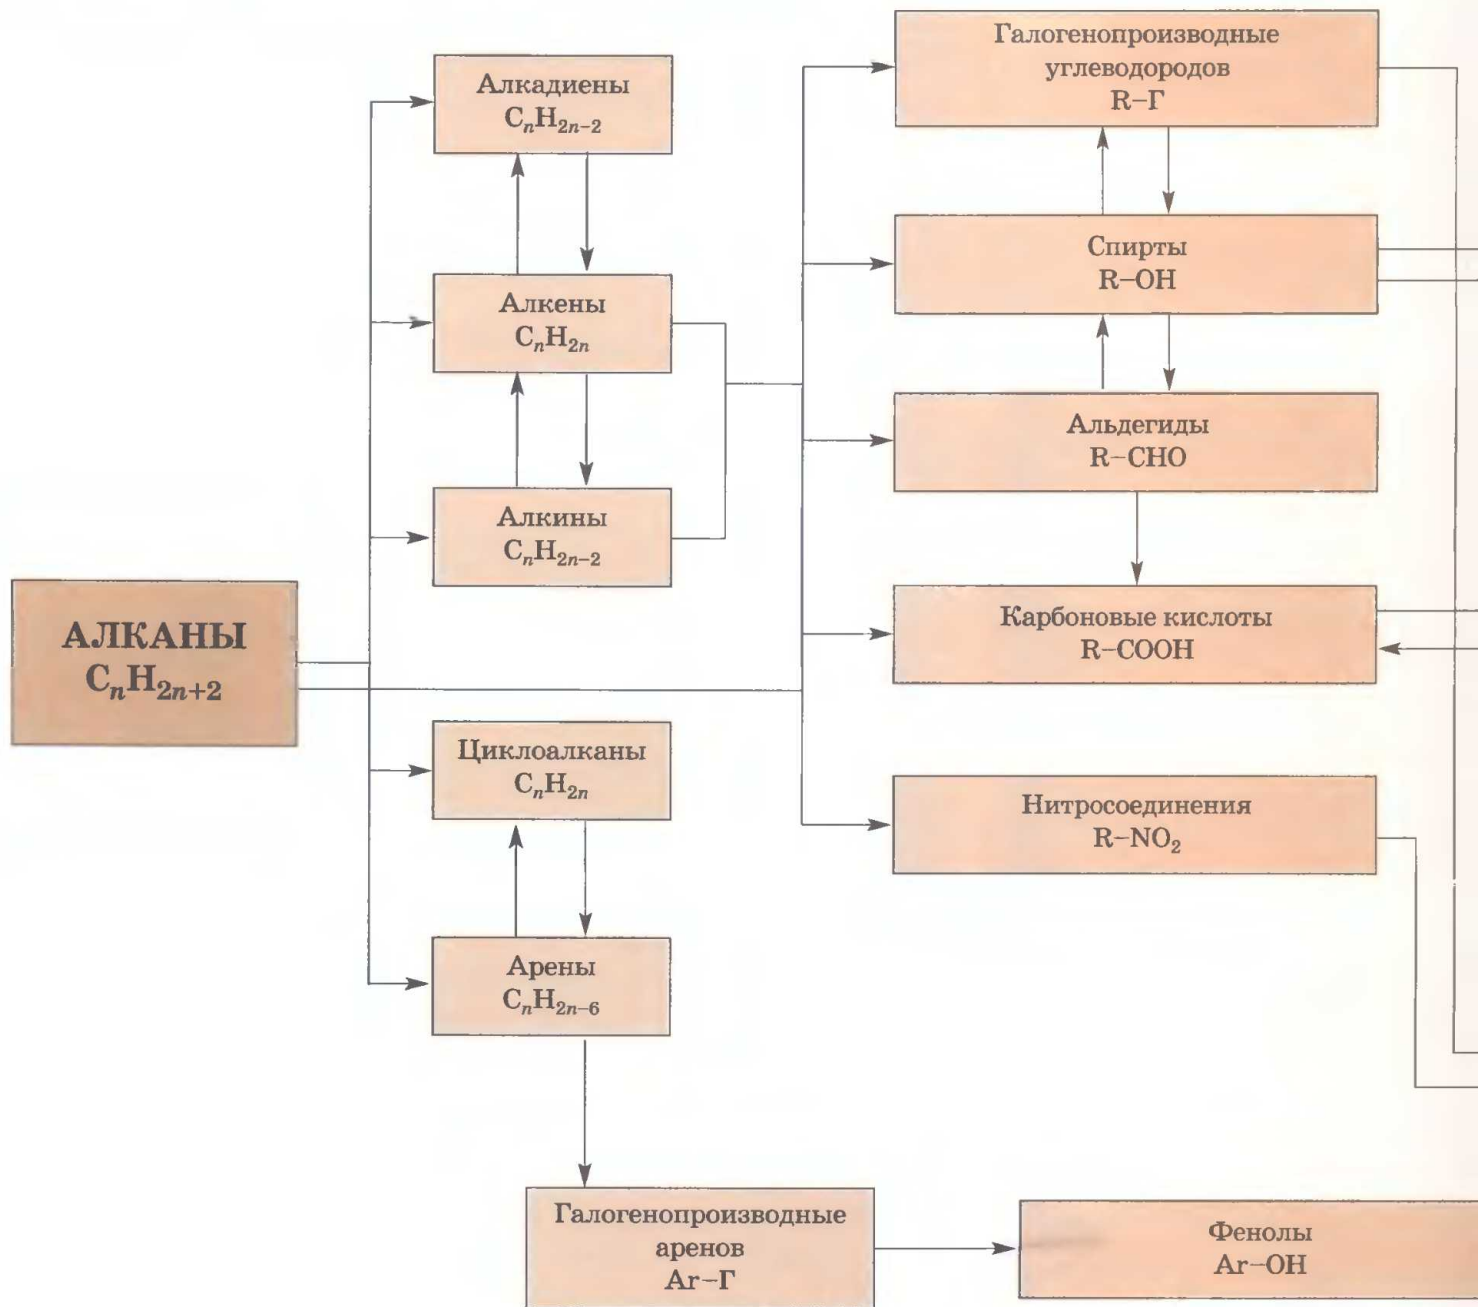 Галогенопроизводные
углеводородов
R–Г
Алкадиены
CₙH₂ₙ₋₂
Спирты
R–OH
Алкены
CₙH₂ₙ
Альдегиды
R–CHO
Алкины
CₙH₂ₙ₋₂
Карбоновые кислоты
R–COOH
АЛКАНЫ
CₙH₂ₙ₊₂
Циклоалканы
CₙH₂ₙ
Нитросоединения
R–NO₂
Арены
CₙH₂ₙ₋₆
Галогенопроизводные
аренов
Ar–Г
Фенолы
Ar–OH